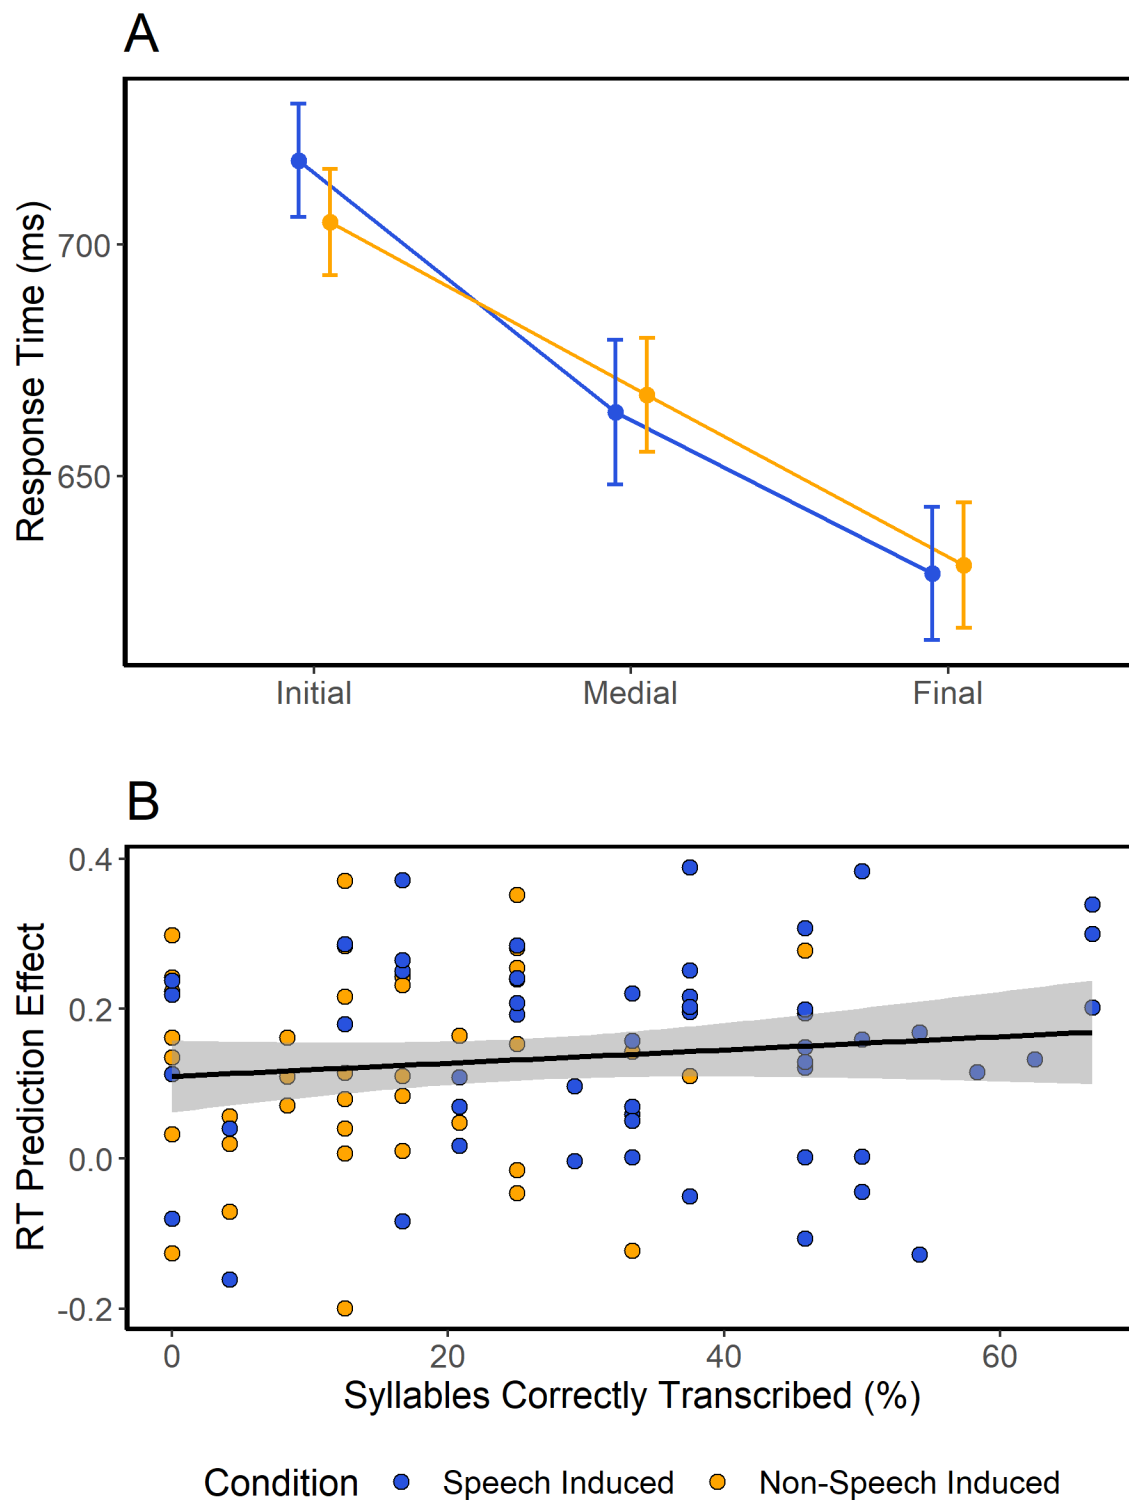 A
Response Time (ms)
700
650
Initial Medial Final
B
RT Prediction Effect
0.4
0.2
0.0
-0.2
0 20 40 60
Syllables Correctly Transcribed (%)
Condition Speech Induced Non-Speech Induced